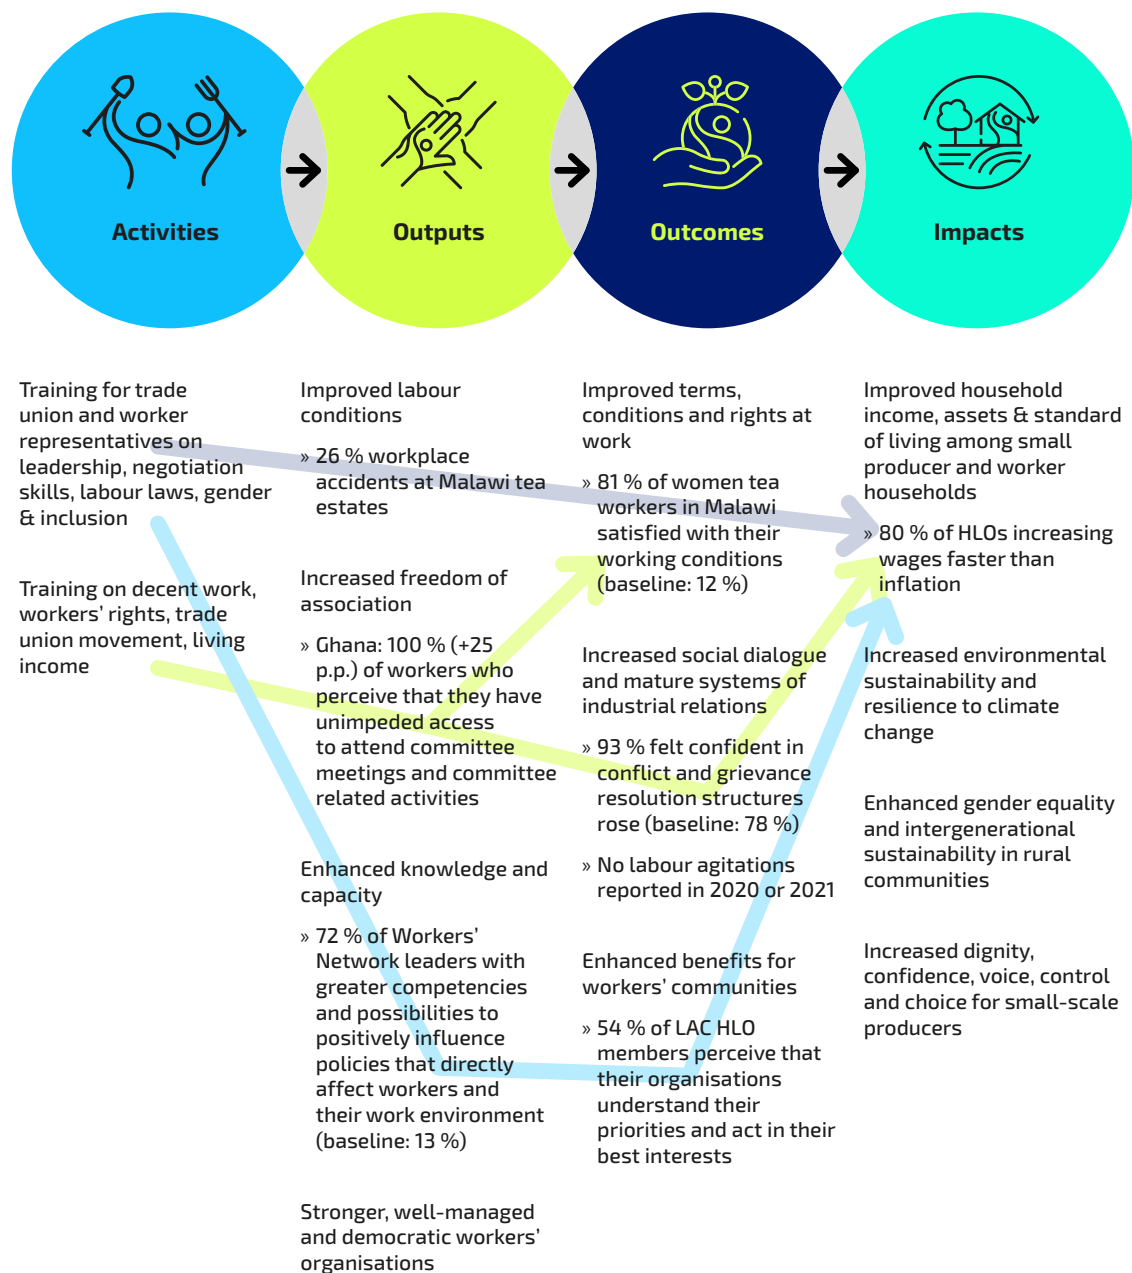 Activities
Outputs
Outcomes
Impacts
Training for trade
union and worker
representatives on
leadership, negotiation
skills, labour laws, gender
& inclusion
Training on decent work,
workers' rights, trade
union movement, living
income
Improved labour
conditions
» 26 % workplace
accidents at Malawi tea
estates
Increased freedom of
association
» Ghana: 100 % (+25
p.p.) of workers who
perceive that they have
unimpeded access
to attend committee
meetings and committee
related activities
Enhanced knowledge and
capacity
» 72 % of Workers'
Network leaders with
greater competencies
and possibilities to
positively influence
policies that directly
affect workers and
their work environment
(baseline: 13 %)
Stronger, well-managed
and democratic workers'
organisations
Improved terms,
conditions and rights at
work
» 81 % of women tea
workers in Malawi
satisfied with their
working conditions
(baseline: 12 %)
Increased social dialogue
and mature systems of
industrial relations
» 93 % felt confident in
conflict and grievance
resolution structures
rose (baseline: 78 %)
» No labour agitations
reported in 2020 or 2021
Enhanced benefits for
workers' communities
» 54 % of LAC HLO
members perceive that
their organisations
understand their
priorities and act in their
best interests
Improved household
income, assets & standard
of living among small
producer and worker
households
» 80 % of HLOs increasing
wages faster than
inflation
Increased environmental
sustainability and
resilience to climate
change
Enhanced gender equality
and intergenerational
sustainability in rural
communities
Increased dignity,
confidence, voice, control
and choice for small-scale
producers